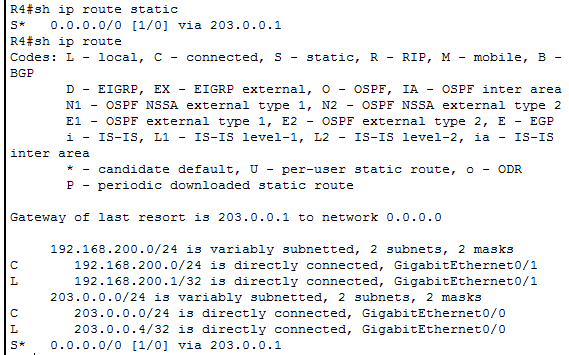 R4#sh ip route static
S*   0.0.0.0/0 [1/0] via 203.0.0.1
R4#sh ip route
Codes: L - local, C - connected, S - static, R - RIP, M - mobile, B -
BGP
       D - EIGRP, EX - EIGRP external, O - OSPF, IA - OSPF inter area
       N1 - OSPF NSSA external type 1, N2 - OSPF NSSA external type 2
       E1 - OSPF external type 1, E2 - OSPF external type 2, E - EGP
       i - IS-IS, L1 - IS-IS level-1, L2 - IS-IS level-2, ia - IS-IS
inter area
       * - candidate default, U - per-user static route, o - ODR
       P - periodic downloaded static route
Gateway of last resort is 203.0.0.1 to network 0.0.0.0
     192.168.200.0/24 is variably subnetted, 2 subnets, 2 masks
C       192.168.200.0/24 is directly connected, GigabitEthernet0/1
L       192.168.200.1/32 is directly connected, GigabitEthernet0/1
     203.0.0.0/24 is variably subnetted, 2 subnets, 2 masks
C       203.0.0.0/24 is directly connected, GigabitEthernet0/0
L       203.0.0.4/32 is directly connected, GigabitEthernet0/0
S*   0.0.0.0/0 [1/0] via 203.0.0.1